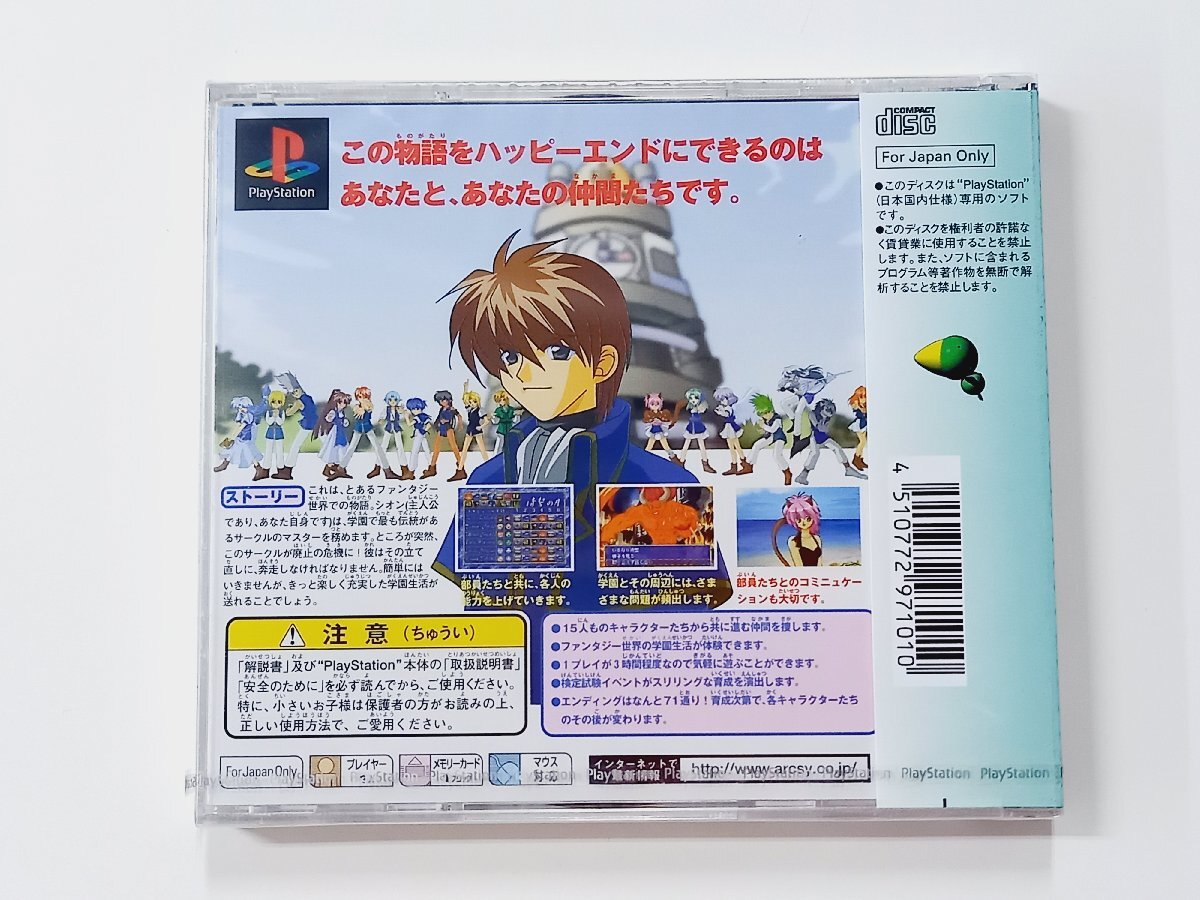 PlayStation
この物語をハッピーエンドにできるのは
あなたと、あなたの仲間たちです。
COMPACT
disc
For Japan Only
●このディスクは"PlayStation"
(日本国内仕様)専用のソフト
です。
●このディスクを権利者の許諾な
く賃貸業に使用することを禁止
します。また、ソフトに含まれる
プログラム等著作物を無断で解
析することを禁止します。
4 510772 971010
ストーリー
これは、とあるファンタジー
世界での物語。シオン(主人公
であり、あなた自身です)は、学園で最も伝統があ
るサークルのマスターを務めます。ところが突然、
このサークルが廃止の危機に!彼はその立て
直しに、奔走しなければなりません。簡単には
いきませんが、きっと楽しく充実した学園生活が
送れることでしょう。
部員たちと共に、各人の
能力を上げていきます。
学園とその周辺には、さま
ざまな問題が頻出します。
部員たちとのコミニュケー
ションも大切です。
注意(ちゅうい)
「解説書」及び"PlayStation"本体の「取扱説明書」
「安全のために」を必ず読んでから、ご使用ください。
特に、小さいお子様は保護者の方がお読みの上、
正しい使用方法で、ご愛用ください。
●15人ものキャラクターたちから共に進む仲間を捜します。
●ファンタジー世界の学園生活が体験できます。
●1プレイが3時間程度なので気軽に遊ぶことができます。
●検定試験イベントがスリリングな育成を演出します。
●エンディングはなんと71通り!育成次第で、各キャラクターたち
のその後が変わります。
For Japan Only
プレイヤー
メモリーカード
マウス
対応
インターネットで
最新情報
http://www.arcsy.co.jp/
PlayStation PlayStation